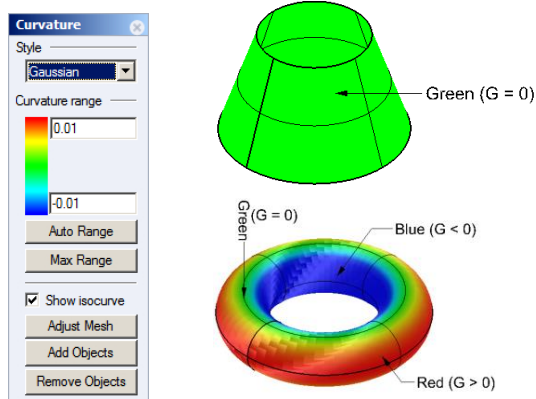 Curvature
Style
Gaussian
Curvature range
0.01
-0.01
Auto Range
Max Range
Show isocurve
Adjust Mesh
Add Objects
Remove Objects
Green (G = 0)
Green (G = 0)
Blue (G < 0)
Red (G > 0)